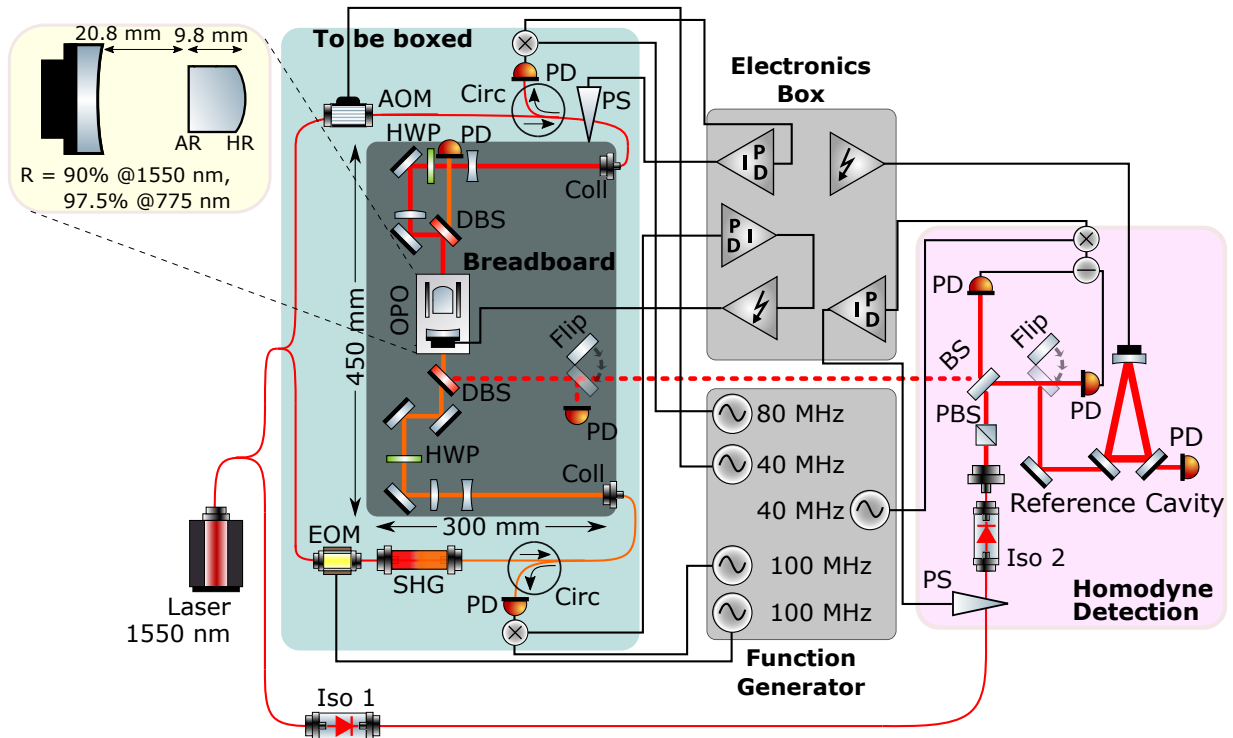 20.8 mm 9.8 mm
AR HR
R = 90% @1550 nm,
97.5% @775 nm
To be boxed
AOM
Circ
PD
PS
HWP
PD
Coll
DBS
Breadboard
OPO
450 mm
Flip
DBS
PD
HWP
Coll
300 mm
EOM
SHG
PD
Circ
Laser
1550 nm
Iso 1
Electronics
Box
I P D
P D I
I P D
80 MHz
40 MHz
40 MHz
100 MHz
100 MHz
Function
Generator
PD
BS
Flip
PD
PBS
PD
Reference Cavity
Iso 2
PS
Homodyne
Detection